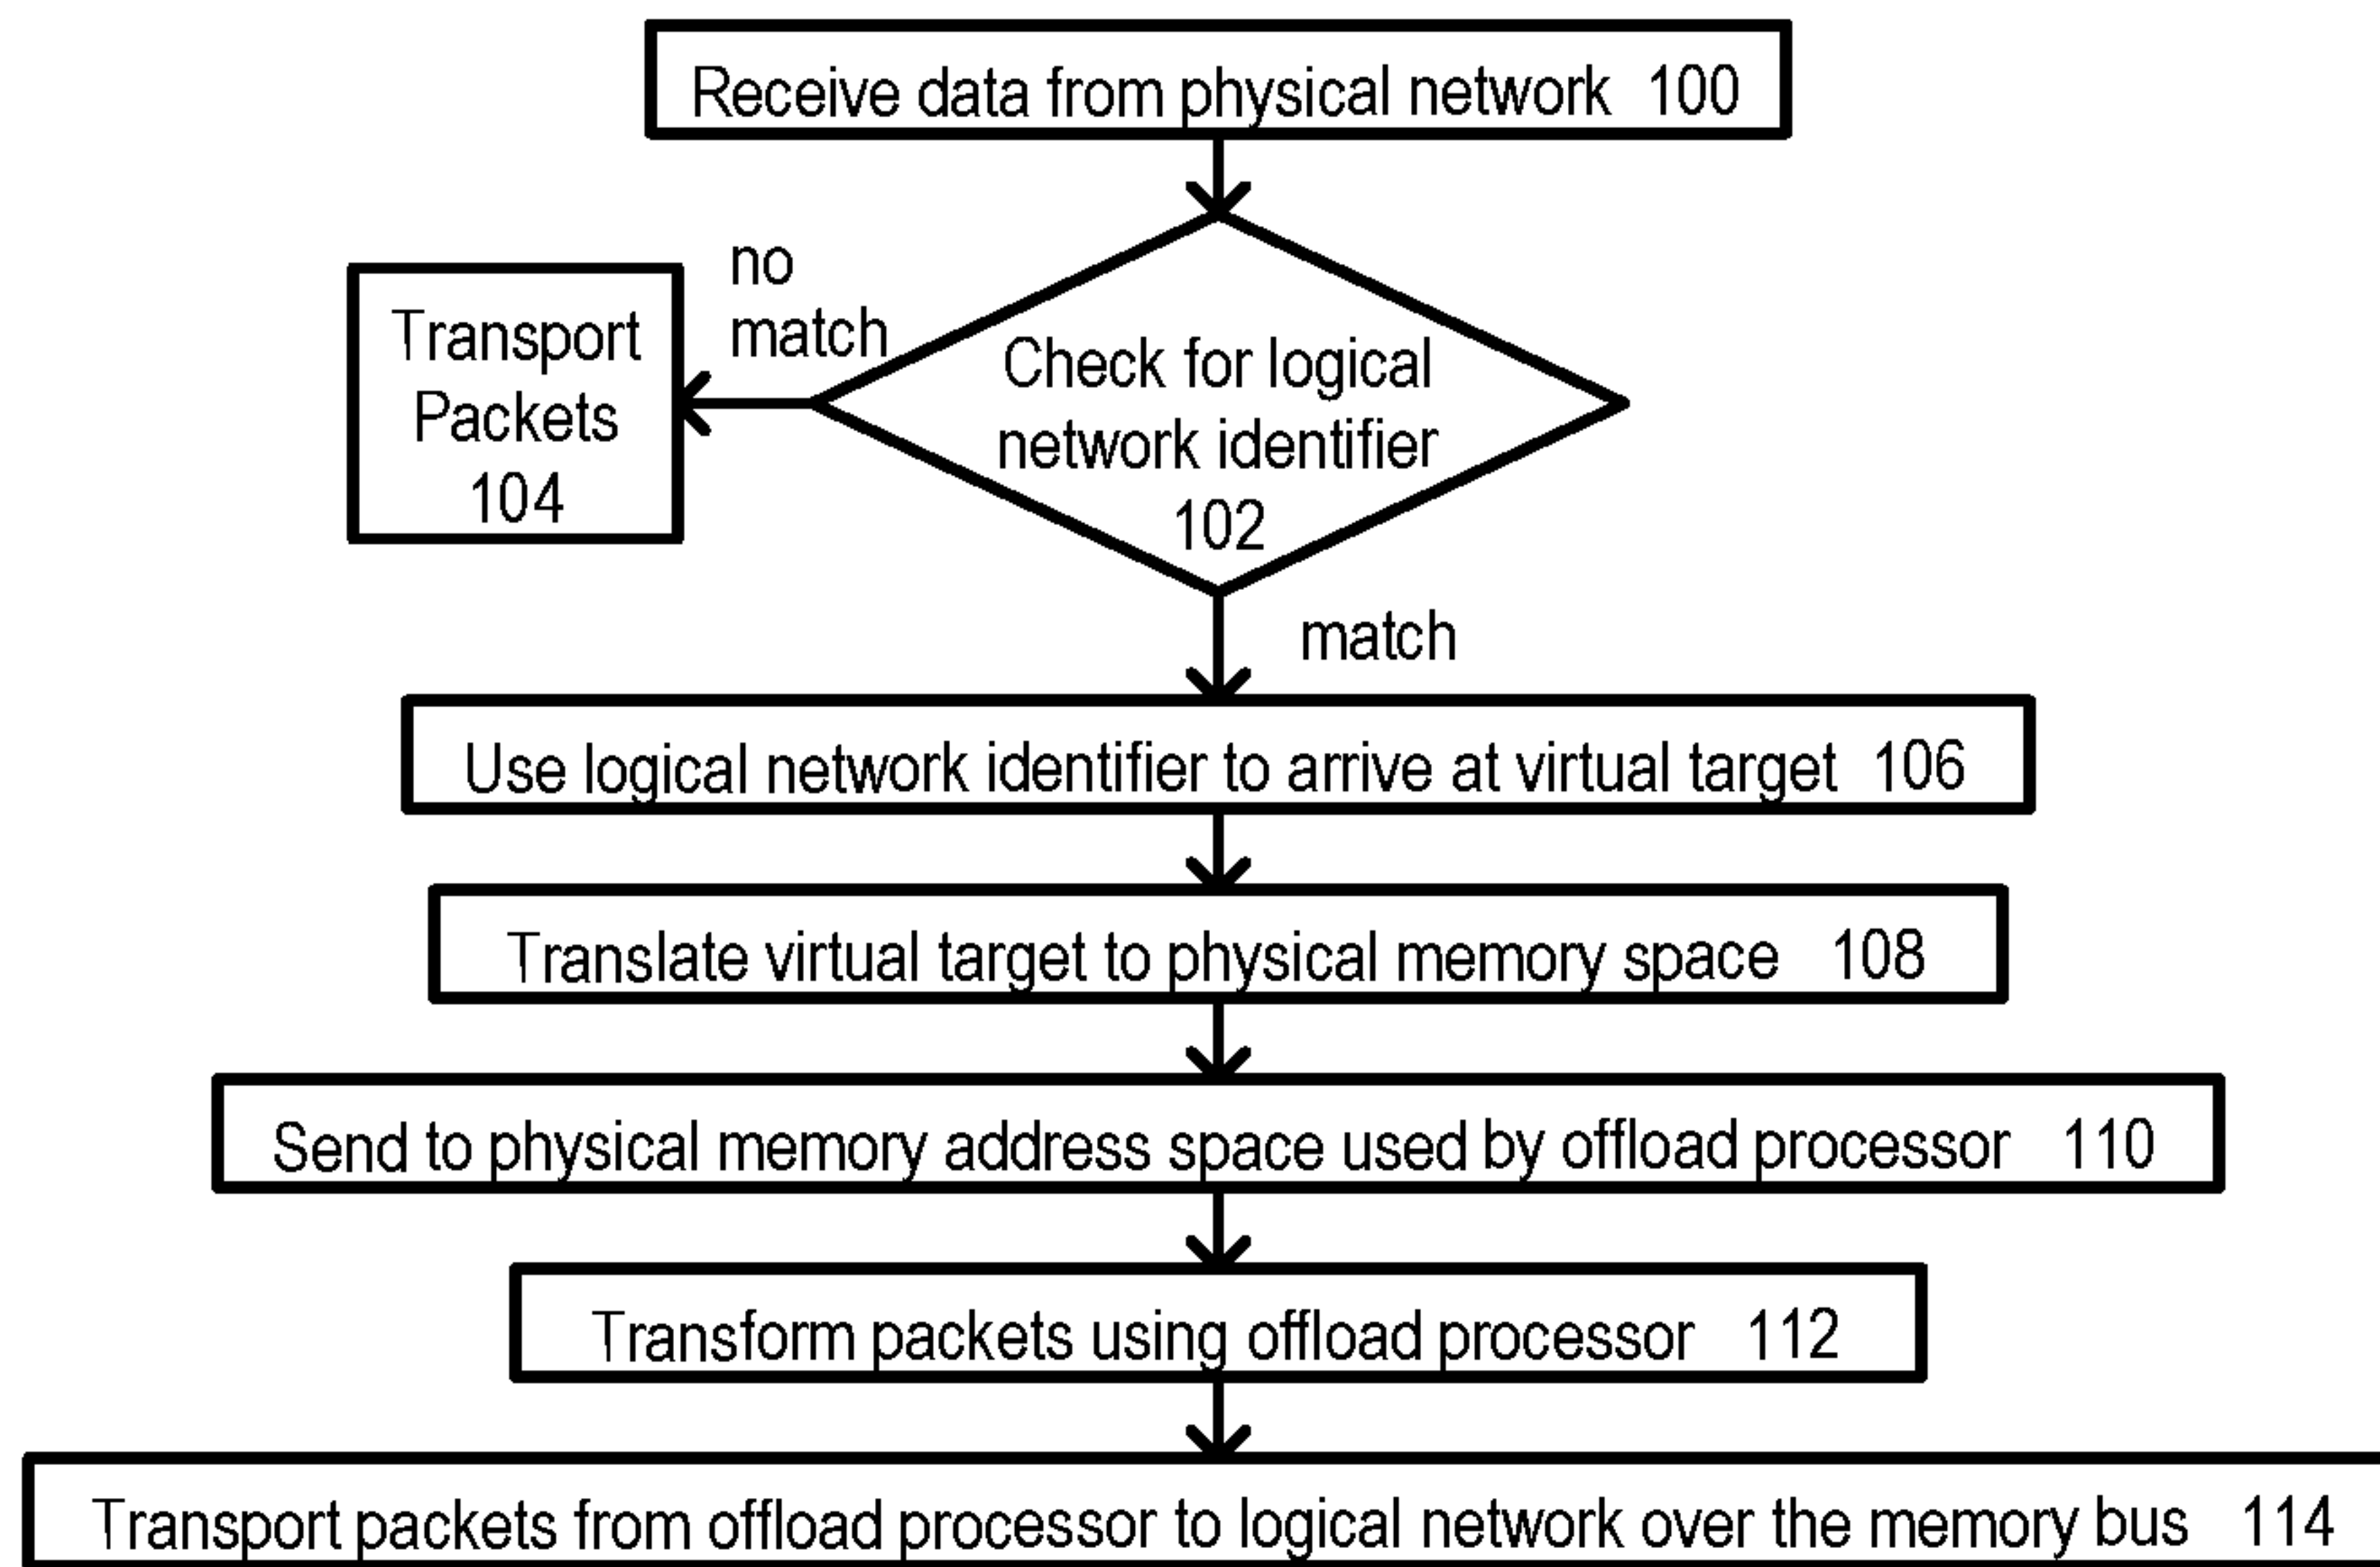 Receive data from physical network 100
no
match
Transport
Packets
104
Check for logical
network identifier
102
match
Use logical network identifier to arrive at virtual target 106
Translate virtual target to physical memory space 108
Send to physical memory address space used by offload processor 110
Transform packets using offload processor 112
Transport packets from offload processor to logical network over the memory bus 114